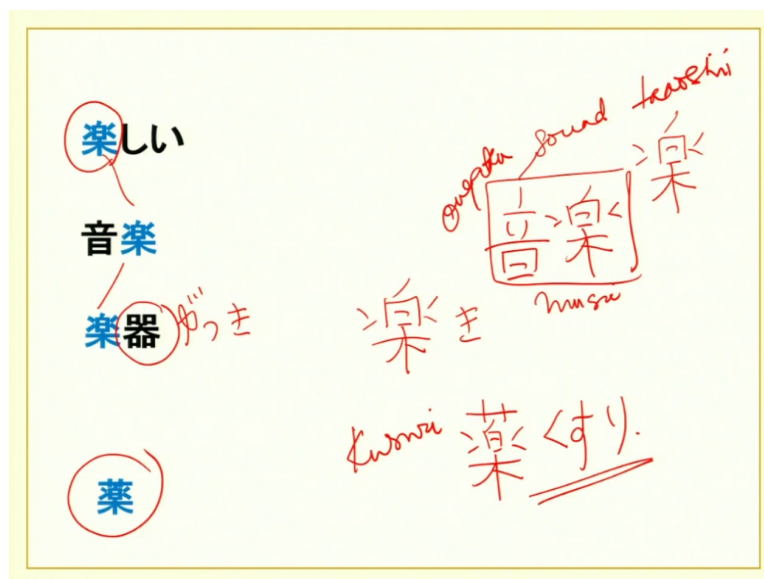 楽しい
音楽
楽器 がっき
薬
ongaku sound tanoshi
音楽 楽
music
楽き
Kusuri 薬 くすり.